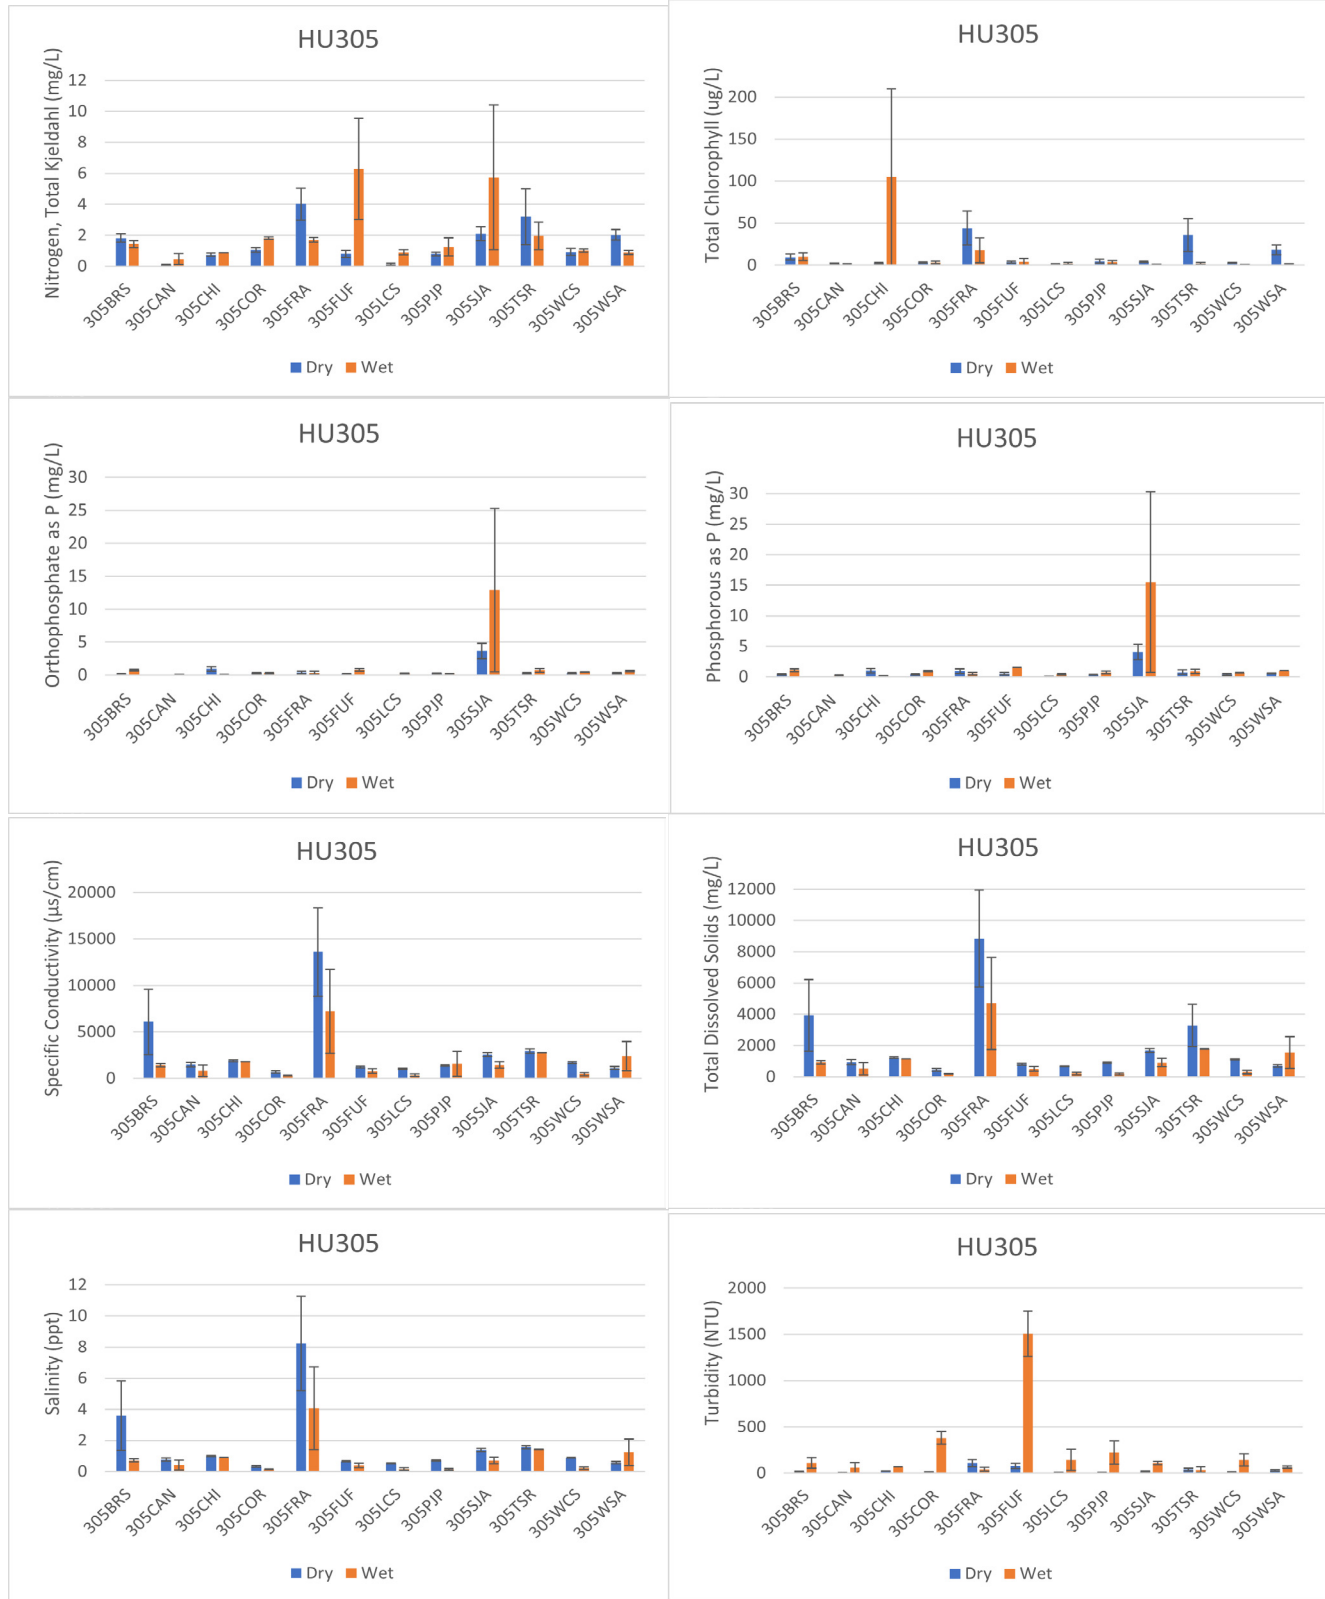 HU305
Nitrogen, Total Kjeldahl (mg/L)
12
10
8
6
4
2
0
305BRS 305CAN 305CHI 305COR 305FRA 305FUF 305LCS 305PJP 305SJA 305TSR 305WCS 305WSA
Dry Wet
HU305
Total Chlorophyll (ug/L)
200
150
100
50
0
305BRS 305CAN 305CHI 305COR 305FRA 305FUF 305LCS 305PJP 305SJA 305TSR 305WCS 305WSA
Dry Wet
HU305
Orthophosphate as P (mg/L)
30
25
20
15
10
5
0
305BRS 305CAN 305CHI 305COR 305FRA 305FUF 305LCS 305PJP 305SJA 305TSR 305WCS 305WSA
Dry Wet
HU305
Phosphorous as P (mg/L)
30
25
20
15
10
5
0
305BRS 305CAN 305CHI 305COR 305FRA 305FUF 305LCS 305PJP 305SJA 305TSR 305WCS 305WSA
Dry Wet
HU305
Specific Conductivity (µs/cm)
20000
15000
10000
5000
0
305BRS 305CAN 305CHI 305COR 305FRA 305FUF 305LCS 305PJP 305SJA 305TSR 305WCS 305WSA
Dry Wet
HU305
Total Dissolved Solids (mg/L)
12000
10000
8000
6000
4000
2000
0
305BRS 305CAN 305CHI 305COR 305FRA 305FUF 305LCS 305PJP 305SJA 305TSR 305WCS 305WSA
Dry Wet
HU305
Salinity (ppt)
12
10
8
6
4
2
0
305BRS 305CAN 305CHI 305COR 305FRA 305FUF 305LCS 305PJP 305SJA 305TSR 305WCS 305WSA
Dry Wet
HU305
Turbidity (NTU)
2000
1500
1000
500
0
305BRS 305CAN 305CHI 305COR 305FRA 305FUF 305LCS 305PJP 305SJA 305TSR 305WCS 305WSA
Dry Wet